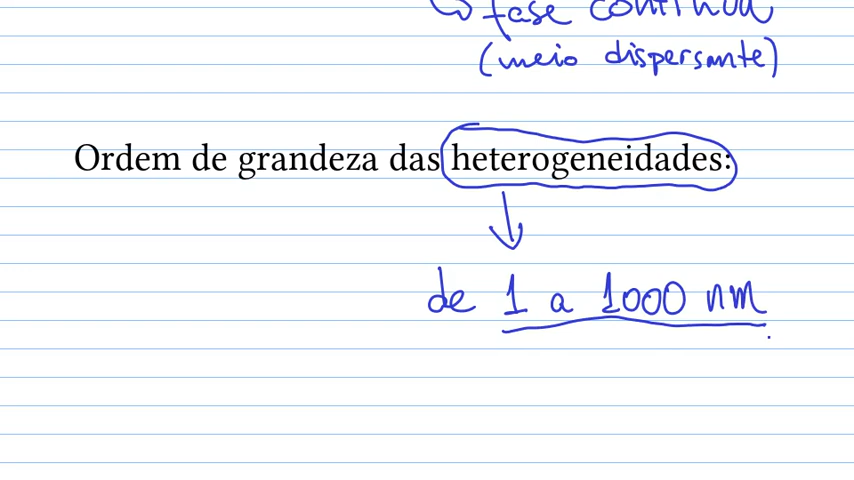 ↳ fase contínua
(meio dispersante)
Ordem de grandeza das heterogeneidades:
de 1 a 1000 nm